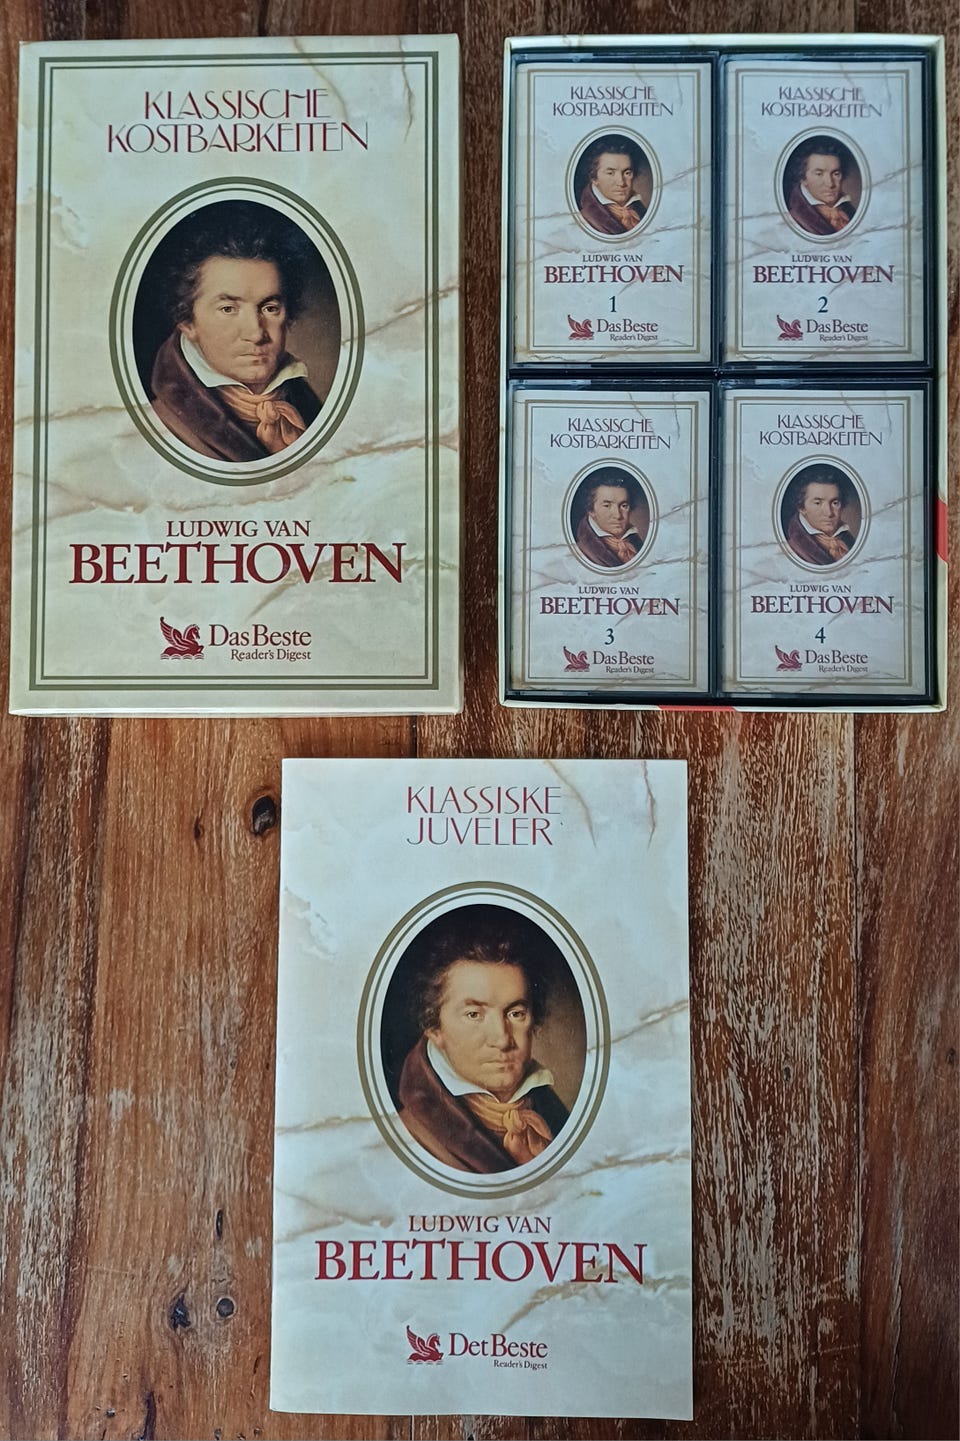 KLASSISCHE
KOSTBARKEITEN
LUDWIG VAN
BEETHOVEN
Das Beste
Reader's Digest
KLASSISCHE
KOSTBARKEITEN
LUDWIG VAN
BEETHOVEN
1
Das Beste
Reader's Digest
KLASSISCHE
KOSTBARKEITEN
LUDWIG VAN
BEETHOVEN
2
Das Beste
Reader's Digest
KLASSISCHE
KOSTBARKEITEN
LUDWIG VAN
BEETHOVEN
3
Das Beste
Reader's Digest
KLASSISCHE
KOSTBARKEITEN
LUDWIG VAN
BEETHOVEN
4
Das Beste
Reader's Digest
KLASSISKE
JUVELER
LUDWIG VAN
BEETHOVEN
Det Beste
Reader's Digest